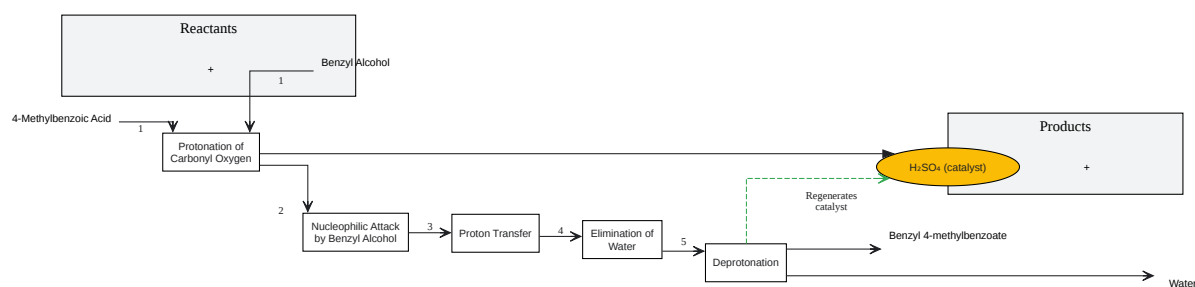 Reactants
+
Benzyl Alcohol
1
4-Methylbenzoic Acid
1
Protonation of
Carbonyl Oxygen
Products
+
H₂SO₄ (catalyst)
Regenerates
catalyst
2
Nucleophilic Attack
by Benzyl Alcohol
3
Proton Transfer
4
Elimination of
Water
5
Deprotonation
Benzyl 4-methylbenzoate
Water